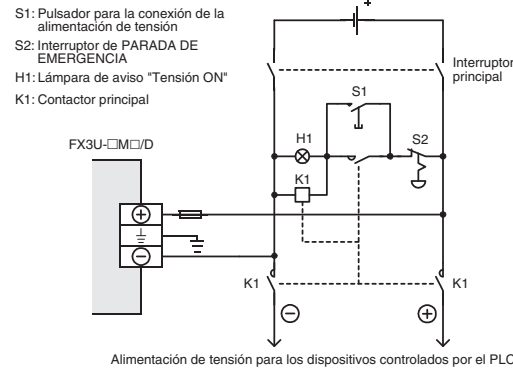 S1: Pulsador para la conexión de la
alimentación de tensión
S2: Interruptor de PARADA DE
EMERGENCIA
H1: Lámpara de aviso "Tensión ON"
K1: Contactor principal
+
Interruptor
principal
S1
H1
S2
K1
FX3U-□M□/D
+
−
K1
K1
−
+
Alimentación de tensión para los dispositivos controlados por el PLC